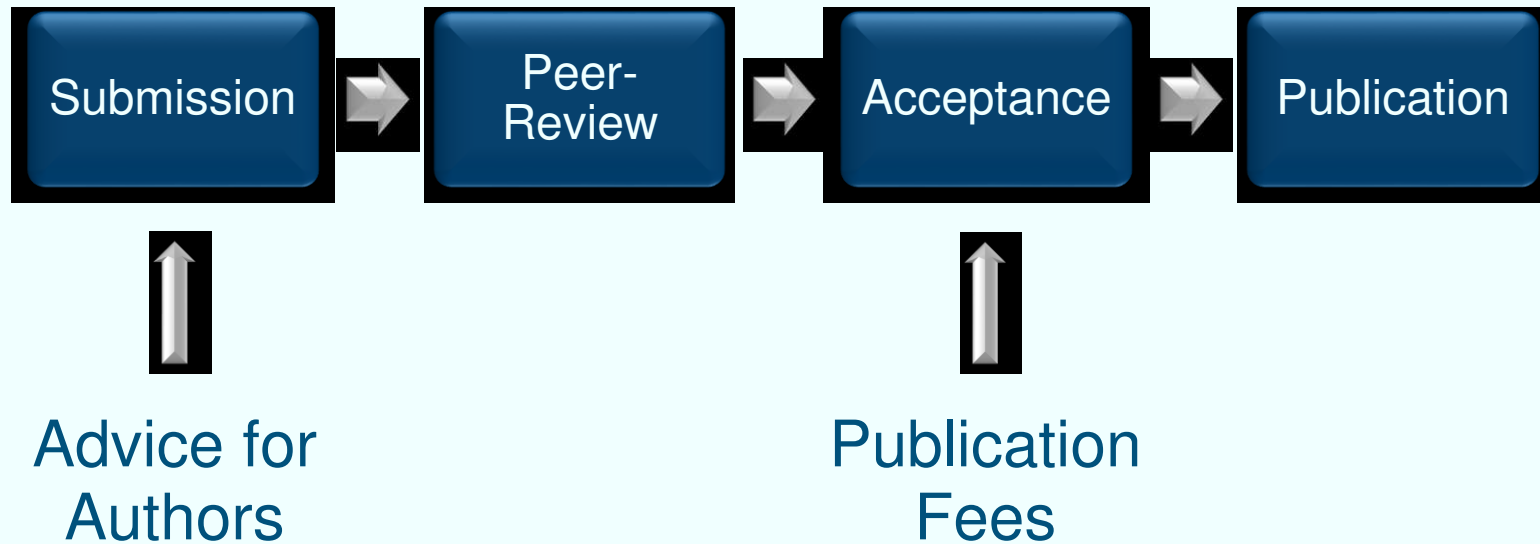 Submission
Peer-
Review
Acceptance
Publication
Advice for
Authors
Publication
Fees